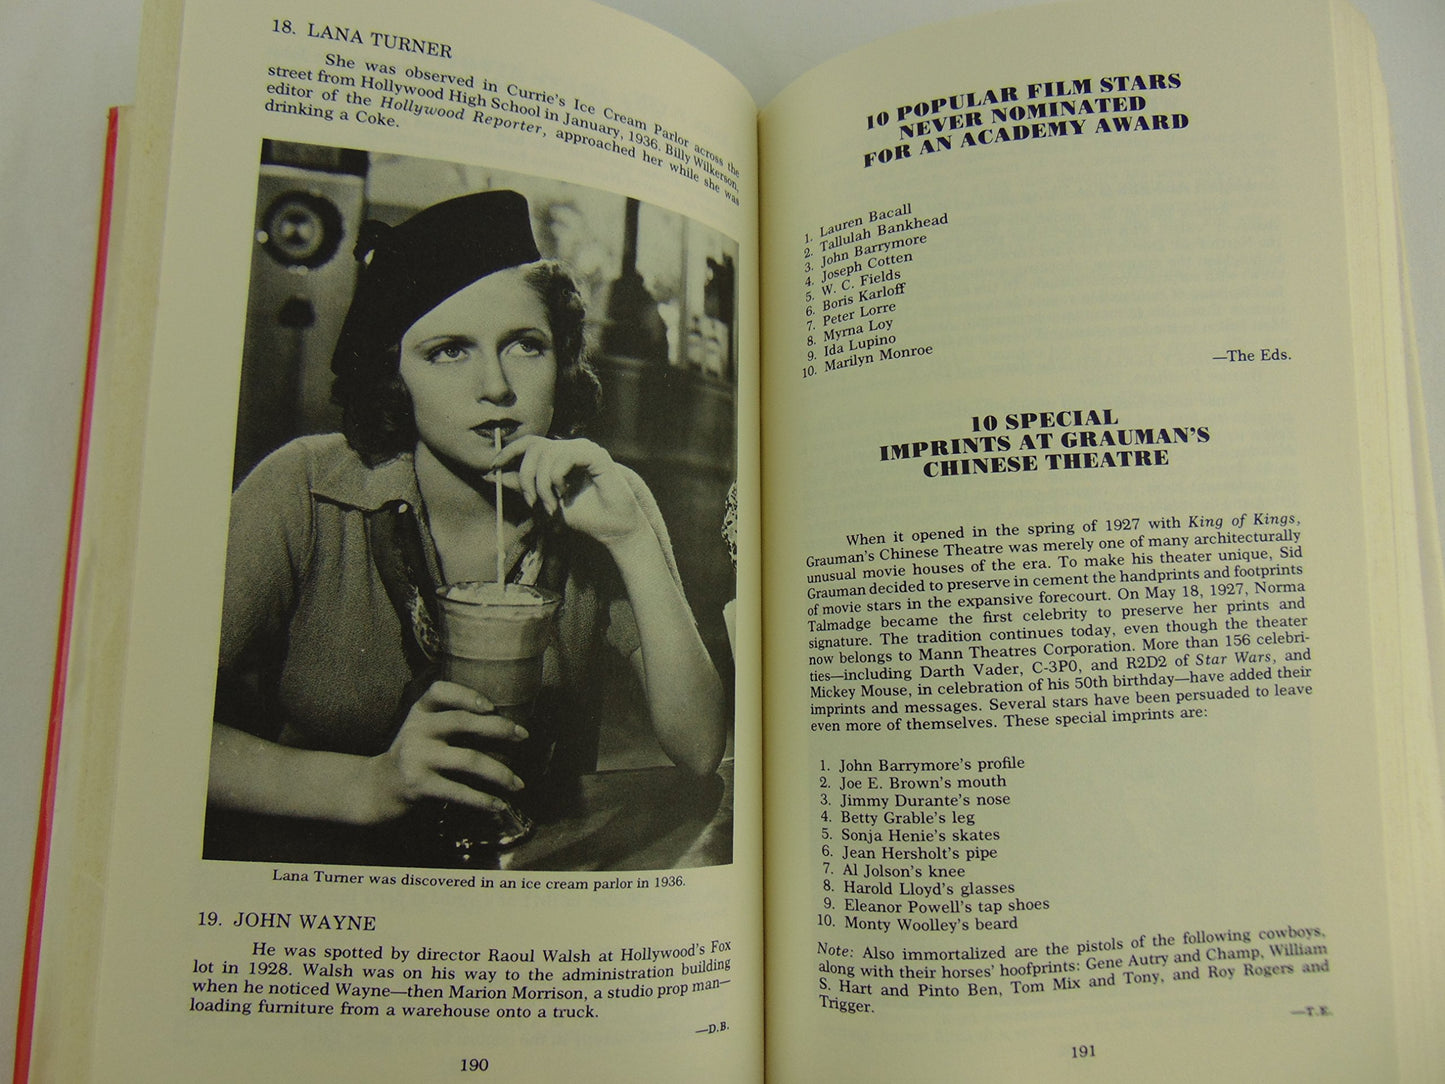 18. LANA TURNER
She was observed in Currie's Ice Cream Parlor across the
street from Hollywood High School in January, 1936. Billy Wilkerson,
editor of the Hollywood Reporter, approached her while she was
drinking a Coke.
Lana Turner was discovered in an ice cream parlor in 1936.
19. JOHN WAYNE
He was spotted by director Raoul Walsh at Hollywood's Fox
lot in 1928. Walsh was on his way to the administration building
when he noticed Wayne—then Marion Morrison, a studio prop man—
loading furniture from a warehouse onto a truck.
—D.B.
190
10 POPULAR FILM STARS
NEVER NOMINATED
FOR AN ACADEMY AWARD
1. Lauren Bacall
2. Tallulah Bankhead
3. John Barrymore
4. Joseph Cotten
5. W. C. Fields
6. Boris Karloff
7. Peter Lorre
8. Myrna Loy
9. Ida Lupino
10. Marilyn Monroe
—The Eds.
10 SPECIAL
IMPRINTS AT GRAUMAN'S
CHINESE THEATRE
When it opened in the spring of 1927 with King of Kings,
Grauman's Chinese Theatre was merely one of many architecturally
unusual movie houses of the era. To make his theater unique, Sid
Grauman decided to preserve in cement the handprints and footprints
of movie stars in the expansive forecourt. On May 18, 1927, Norma
Talmadge became the first celebrity to preserve her prints and
signature. The tradition continues today, even though the theater
now belongs to Mann Theatres Corporation. More than 156 celebri-
ties—including Darth Vader, C-3P0, and R2D2 of Star Wars, and
Mickey Mouse, in celebration of his 50th birthday—have added their
imprints and messages. Several stars have been persuaded to leave
even more of themselves. These special imprints are:
1. John Barrymore's profile
2. Joe E. Brown's mouth
3. Jimmy Durante's nose
4. Betty Grable's leg
5. Sonja Henie's skates
6. Jean Hersholt's pipe
7. Al Jolson's knee
8. Harold Lloyd's glasses
9. Eleanor Powell's tap shoes
10. Monty Woolley's beard
Note: Also immortalized are the pistols of the following cowboys,
along with their horses' hoofprints: Gene Autry and Champ, William
S. Hart and Pinto Ben, Tom Mix and Tony, and Roy Rogers and
Trigger.
—T.E.
191